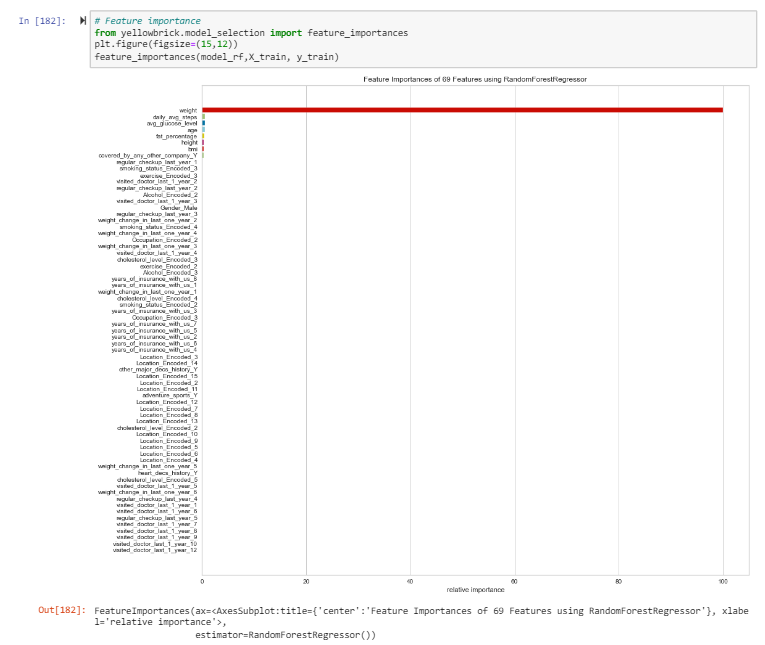 In [182]:
# Feature importance
from yellowbrick.model_selection import feature_importances
plt.figure(figsize=(15,12))
feature_importances(model_rf,X_train, y_train)
Feature Importances of 69 Features using RandomForestRegressor
weight
daily_avg_steps
avg_glucose_level
age
fat_percentage
height
bmi
covered_by_any_other_company_Y
regular_checkup_last_year_1
smoking_status_Encoded_3
exercise_Encoded_3
visited_doctor_last_1_year_2
regular_checkup_last_year_2
Alcohol_Encoded_2
visited_doctor_last_1_year_3
Gender_Male
regular_checkup_last_year_3
weight_change_in_last_one_year_2
smoking_status_Encoded_4
weight_change_in_last_one_year_4
Occupation_Encoded_2
weight_change_in_last_one_year_3
visited_doctor_last_1_year_4
cholesterol_level_Encoded_3
exercise_Encoded_2
Alcohol_Encoded_3
years_of_insurance_with_us_8
years_of_insurance_with_us_1
weight_change_in_last_one_year_1
cholesterol_level_Encoded_4
smoking_status_Encoded_2
years_of_insurance_with_us_3
Occupation_Encoded_3
years_of_insurance_with_us_7
years_of_insurance_with_us_5
years_of_insurance_with_us_2
years_of_insurance_with_us_6
years_of_insurance_with_us_4
Location_Encoded_3
Location_Encoded_14
other_major_decs_history_Y
Location_Encoded_15
Location_Encoded_2
Location_Encoded_11
adventure_sports_Y
Location_Encoded_12
Location_Encoded_7
Location_Encoded_8
Location_Encoded_13
cholesterol_level_Encoded_2
Location_Encoded_10
Location_Encoded_9
Location_Encoded_5
Location_Encoded_6
Location_Encoded_4
weight_change_in_last_one_year_5
heart_decs_history_Y
cholesterol_level_Encoded_5
visited_doctor_last_1_year_5
weight_change_in_last_one_year_6
regular_checkup_last_year_4
visited_doctor_last_1_year_1
visited_doctor_last_1_year_6
regular_checkup_last_year_5
visited_doctor_last_1_year_7
visited_doctor_last_1_year_8
visited_doctor_last_1_year_9
visited_doctor_last_1_year_10
visited_doctor_last_1_year_12
0 20 40 60 80 100
relative importance
Out[182]: FeatureImportances(ax=<AxesSubplot:title={'center':'Feature Importances of 69 Features using RandomForestRegressor'}, xlabe
l='relative importance'>,
estimator=RandomForestRegressor())